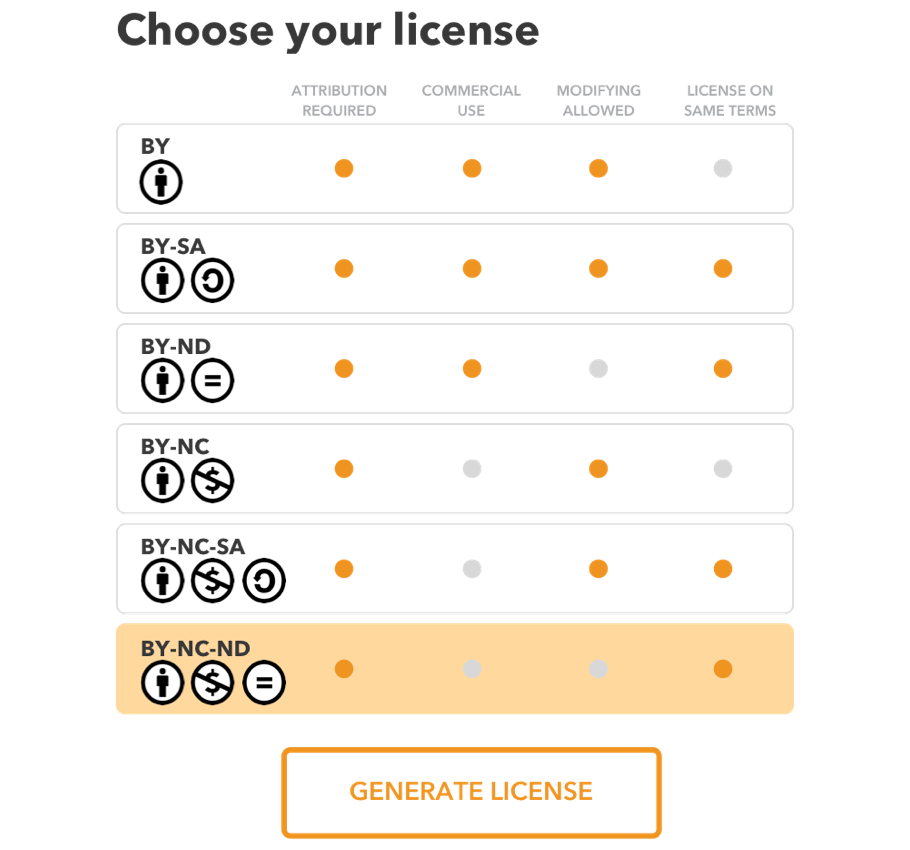 Choose your license
ATTRIBUTION REQUIRED
COMMERCIAL USE
MODIFYING ALLOWED
LICENSE ON SAME TERMS
BY
BY-SA
BY-ND
BY-NC
BY-NC-SA
BY-NC-ND
GENERATE LICENSE